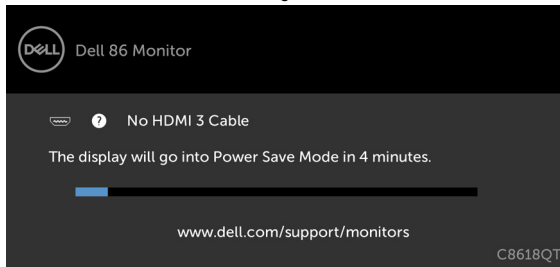 DELL
Dell 86 Monitor
? No HDMI 3 Cable
The display will go into Power Save Mode in 4 minutes.
www.dell.com/support/monitors
C8618QT